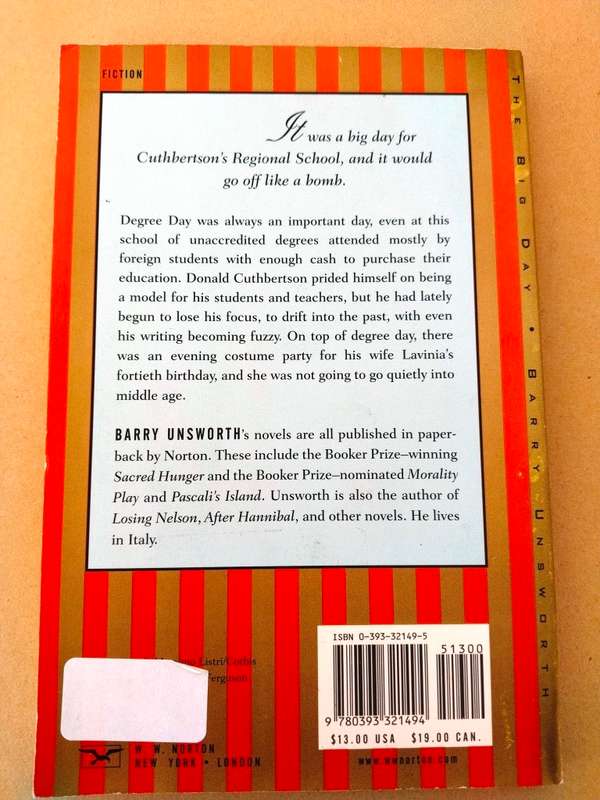 FICTION
It was a big day for
Cuthbertson's Regional School, and it would
go off like a bomb.
Degree Day was always an important day, even at this
school of unaccredited degrees attended mostly by
foreign students with enough cash to purchase their
education. Donald Cuthbertson prided himself on being
a model for his students and teachers, but he had lately
begun to lose his focus, to drift into the past, with even
his writing becoming fuzzy. On top of degree day, there
was an evening costume party for his wife Lavinia's
fortieth birthday, and she was not going to go quietly into
middle age.
BARRY UNSWORTH's novels are all published in paper-
back by Norton. These include the Booker Prize–winning
Sacred Hunger and the Booker Prize–nominated Morality
Play and Pascali's Island. Unsworth is also the author of
Losing Nelson, After Hannibal, and other novels. He lives
in Italy.
Listri/Corbis
Ferguson
W. W. NORTON
NEW YORK • LONDON
ISBN 0-393-32149-5
51300
9 780393 321494
$13.00 USA $19.00 CAN.
www.wwnorton.com
THE BIG DAY • BARRY UNSWORTH